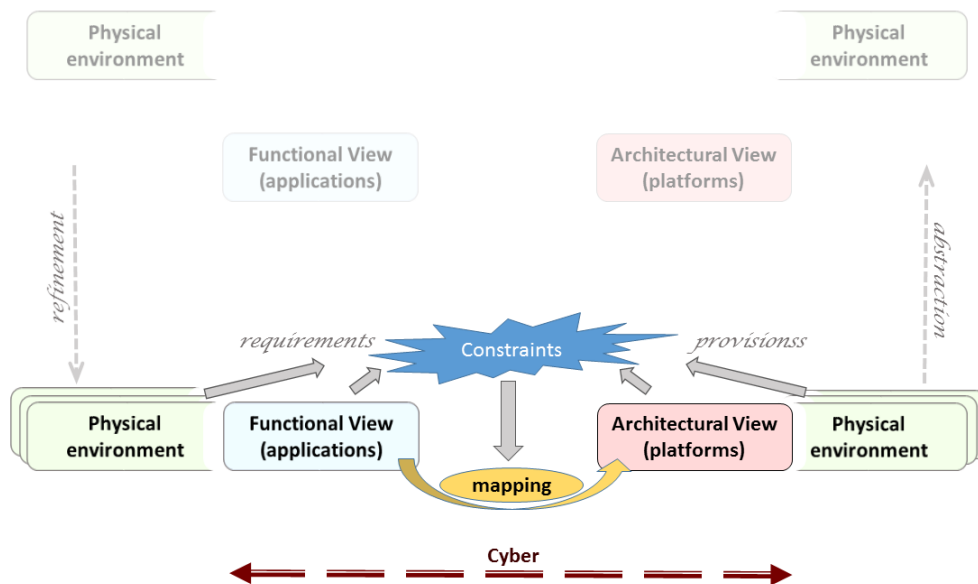 Physical
environment
Physical
environment
Functional View
(applications)
Architectural View
(platforms)
refinement
abstraction
requirements
Constraints
provisionss
Physical
environment
Functional View
(applications)
Architectural View
(platforms)
Physical
environment
mapping
Cyber